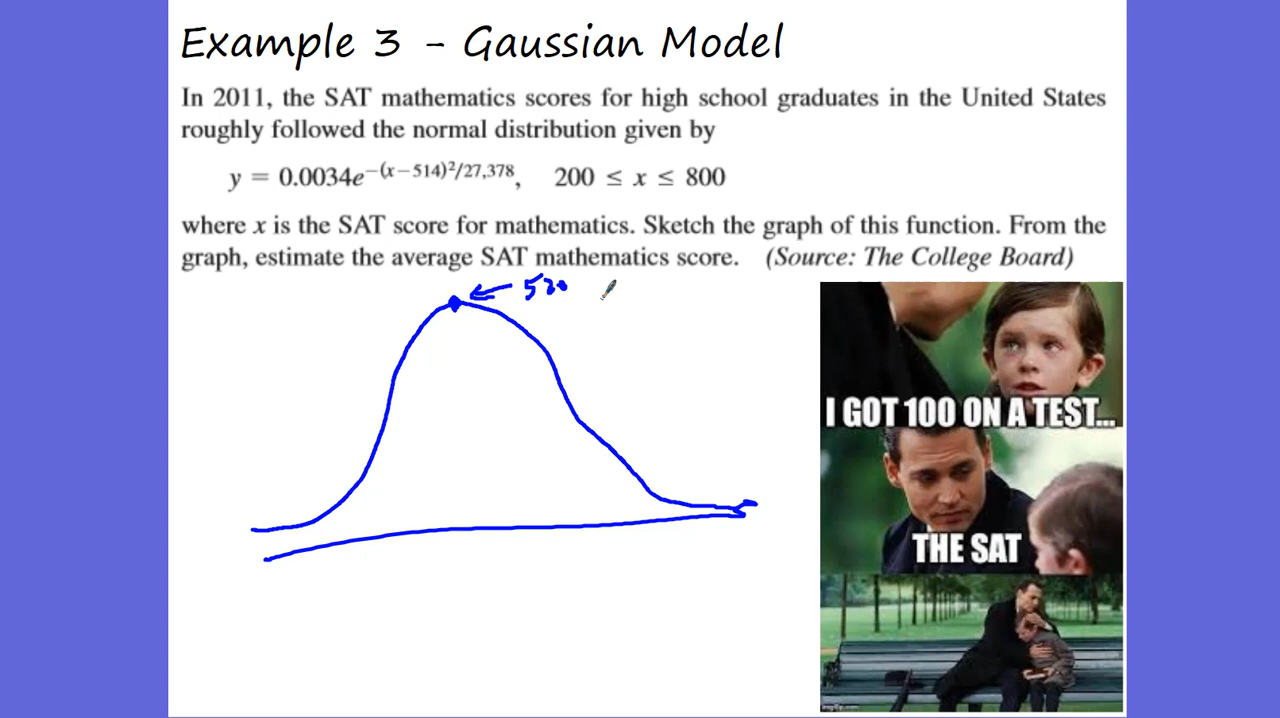 Example 3 - Gaussian Model
In 2011, the SAT mathematics scores for high school graduates in the United States
roughly followed the normal distribution given by
y = 0.0034e^{-(x-514)^2/27,378}, 200 ≤ x ≤ 800
where x is the SAT score for mathematics. Sketch the graph of this function. From the
graph, estimate the average SAT mathematics score. (Source: The College Board)
I GOT 100 ON A TEST...
THE SAT
imgflip.com